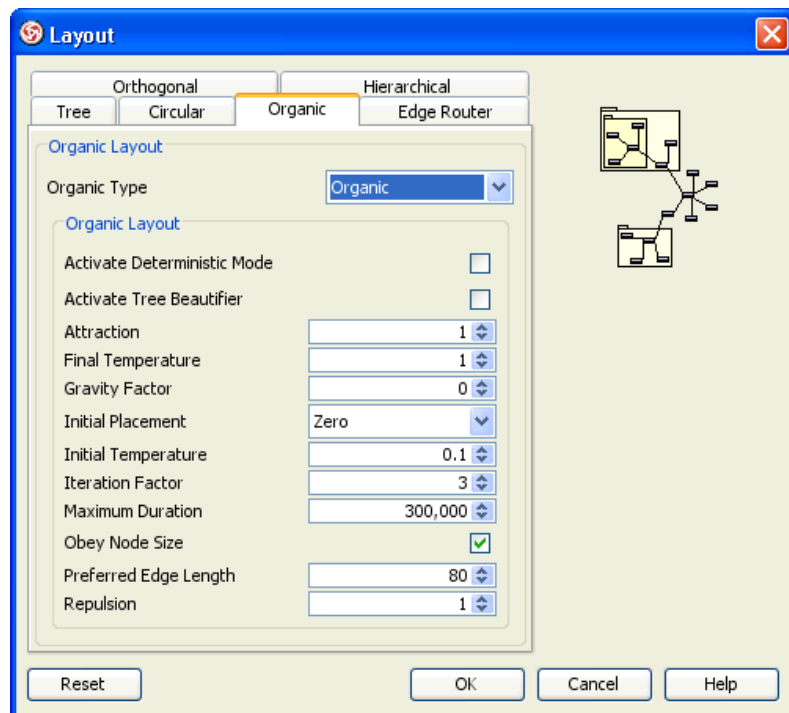 Layout
Orthogonal Hierarchical
Tree Circular Organic Edge Router
Organic Layout
Organic Type Organic
Organic Layout
Activate Deterministic Mode
Activate Tree Beautifier
Attraction 1
Final Temperature 1
Gravity Factor 0
Initial Placement Zero
Initial Temperature 0.1
Iteration Factor 3
Maximum Duration 300,000
Obey Node Size
Preferred Edge Length 80
Repulsion 1
Reset OK Cancel Help